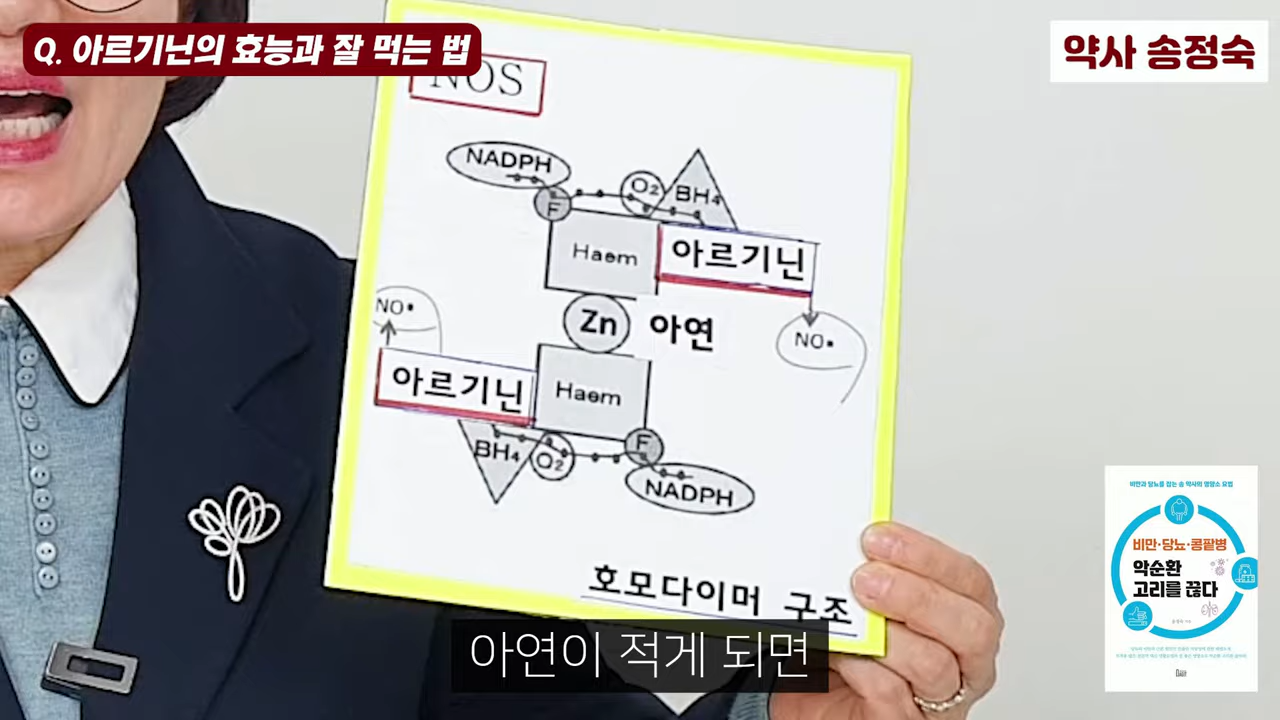 Q. 아르기닌의 효능과 잘 먹는 법
약사 송정숙
NOS
NADPH
O₂
BH₄
F
Haem
아르기닌
NO•
Zn 아연
NO•
아르기닌
Haem
BH₄
O₂
F
NADPH
호모다이머 구조
아연이 적게 되면
비만과 당뇨를 잡는 송 약사의 영양소 요법
비만·당뇨·콩팥병
악순환
고리를 끊다